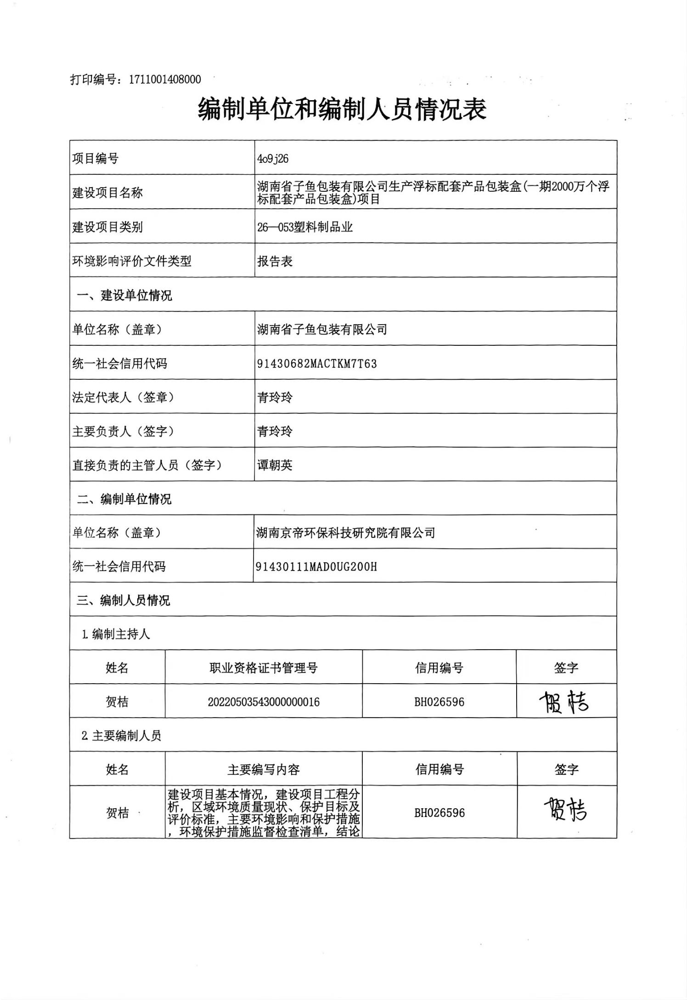 打印编号：1711001408000
编制单位和编制人员情况表
项目编号 4o9j26
建设项目名称 湖南省子鱼包装有限公司生产浮标配套产品包装盒(一期2000万个浮
标配套产品包装盒)项目
建设项目类别 26—053塑料制品业
环境影响评价文件类型 报告表
一、建设单位情况
单位名称（盖章） 湖南省子鱼包装有限公司
统一社会信用代码 91430682MACTKM7T63
法定代表人（签章） 青玲玲
主要负责人（签字） 青玲玲
直接负责的主管人员（签字） 谭朝英
二、编制单位情况
单位名称（盖章） 湖南京帝环保科技研究院有限公司
统一社会信用代码 91430111MAD0UG200H
三、编制人员情况
1.编制主持人
姓名 职业资格证书管理号 信用编号 签字
贺桔 20220503543000000016 BH026596 贺桔
2.主要编制人员
姓名 主要编写内容 信用编号 签字
建设项目基本情况，建设项目工程分
析，区域环境质量现状、保护目标及
贺桔 评价标准，主要环境影响和保护措施 BH026596 贺桔
，环境保护措施监督检查清单，结论